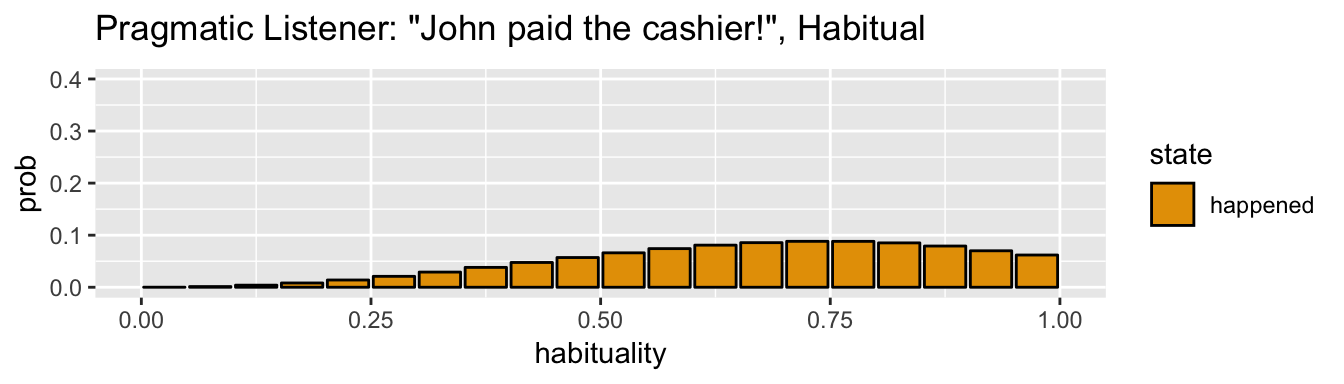 Pragmatic Listener: "John paid the cashier!", Habitual
0.4
0.3
0.2
0.1
0.0
prob
0.00 0.25 0.50 0.75 1.00
habituality
state
happened